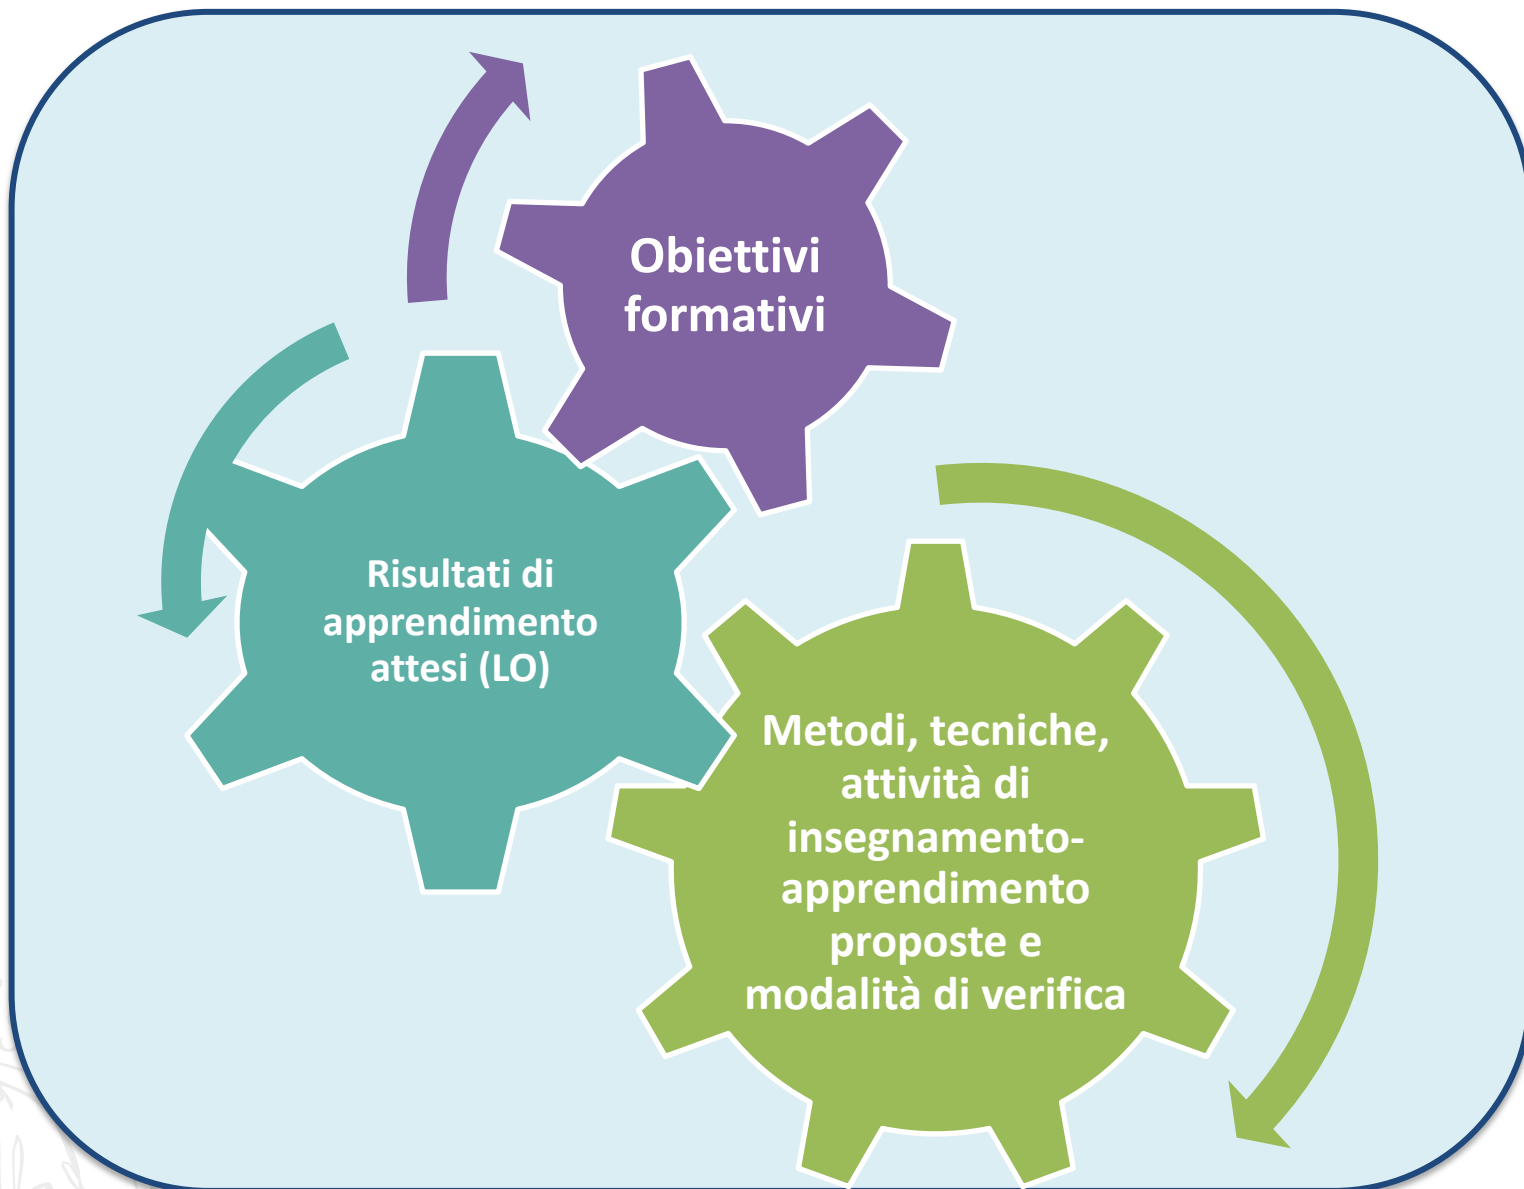 Obiettivi
formativi
Risultati di
apprendimento
attesi (LO)
Metodi, tecniche,
attività di
insegnamento-
apprendimento
proposte e
modalità di verifica